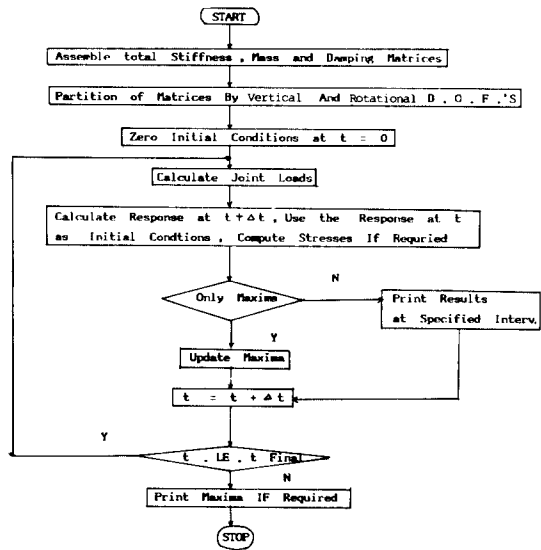 START
Assemble total Stiffness , Mass and Damping Matrices
Partition of Matrices By Vertical And Rotational D . O . F .'S
Zero Initial Conditions at t = 0
Calculate Joint Loads
Calculate Response at t + Δt , Use the Response at t
as Initial Condtions , Compute Stresses If Requried
N
Only Maxima
Print Results
at Specified Interv.
Y
Update Maxima
t = t + Δt
Y
t . LE . t Final
N
Print Maxima IF Required
STOP